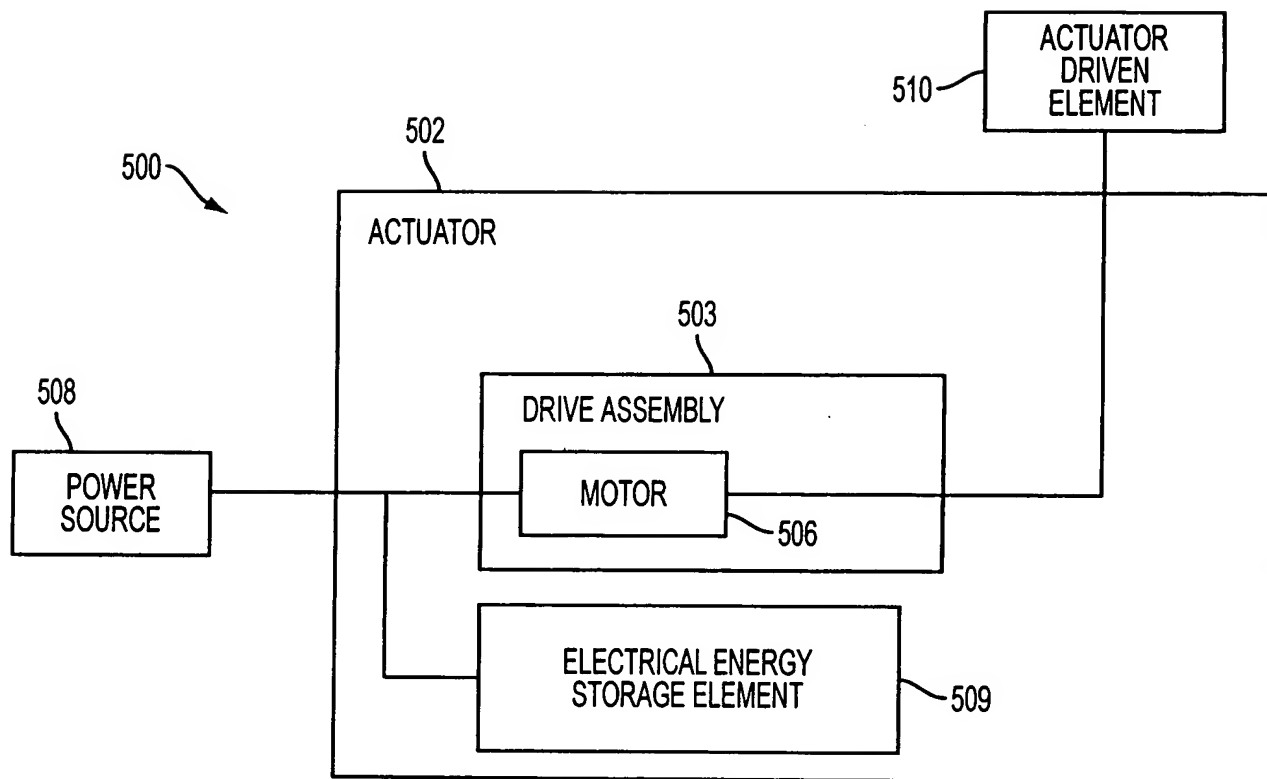 ACTUATOR
DRIVEN
ELEMENT
510
502
500
ACTUATOR
503
508
DRIVE ASSEMBLY
POWER
SOURCE
MOTOR
506
ELECTRICAL ENERGY
STORAGE ELEMENT
509